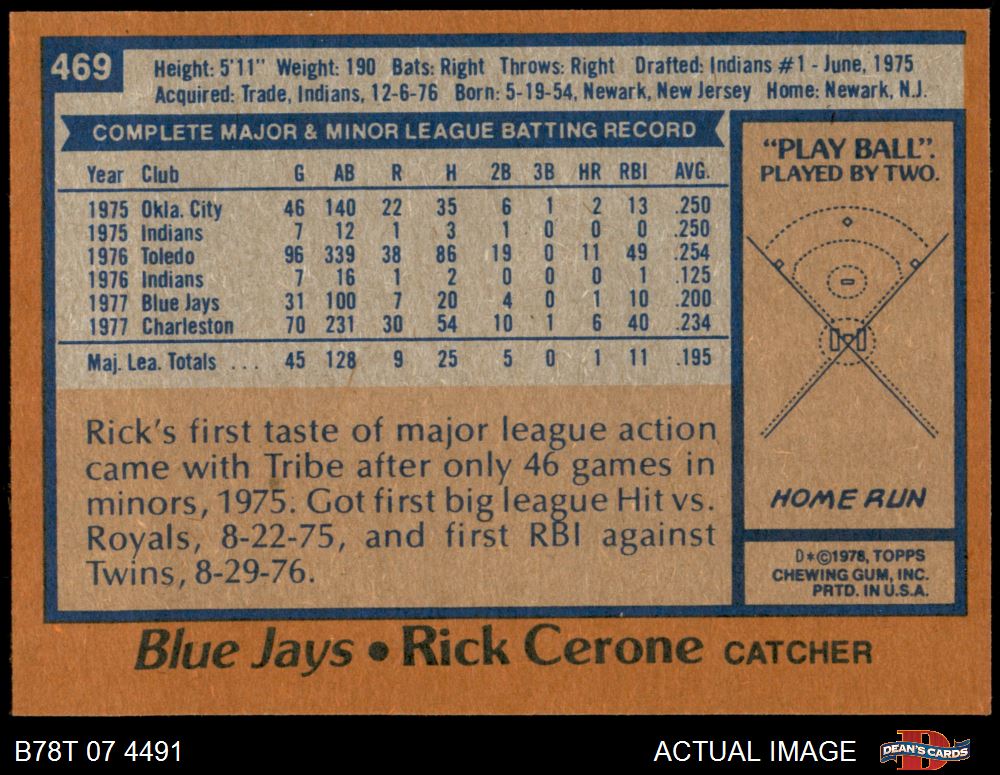 469
Height: 5'11" Weight: 190 Bats: Right Throws: Right Drafted: Indians #1 - June, 1975
Acquired: Trade, Indians, 12-6-76 Born: 5-19-54, Newark, New Jersey Home: Newark, N.J.
COMPLETE MAJOR & MINOR LEAGUE BATTING RECORD
Year Club G AB R H 2B 3B HR RBI AVG.
1975 Okla. City 46 140 22 35 6 1 2 13 .250
1975 Indians 7 12 1 3 1 0 0 0 .250
1976 Toledo 96 339 38 86 19 0 11 49 .254
1976 Indians 7 16 1 2 0 0 0 1 .125
1977 Blue Jays 31 100 7 20 4 0 1 10 .200
1977 Charleston 70 231 30 54 10 1 6 40 .234
Maj. Lea. Totals ... 45 128 9 25 5 0 1 11 .195
Rick's first taste of major league action
came with Tribe after only 46 games in
minors, 1975. Got first big league Hit vs.
Royals, 8-22-75, and first RBI against
Twins, 8-29-76.
"PLAY BALL".
PLAYED BY TWO.
HOME RUN
D*©1978, TOPPS
CHEWING GUM, INC.
PRTD. IN U.S.A.
Blue Jays • Rick Cerone CATCHER
B78T 07 4491
ACTUAL IMAGE
D
DEAN'S CARDS